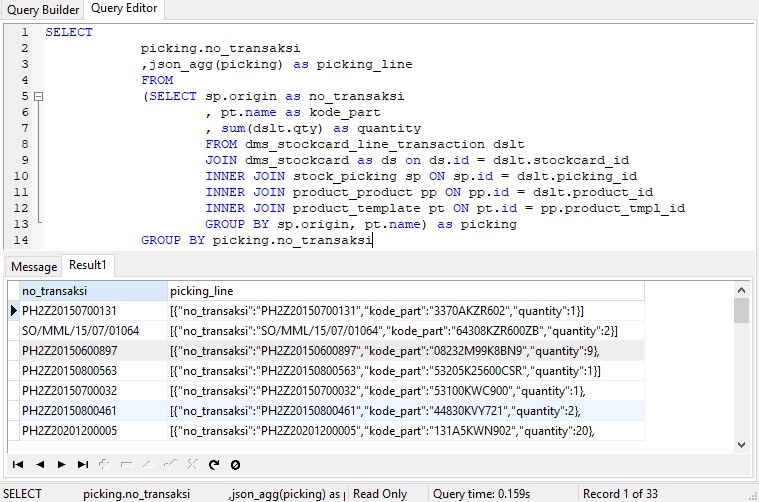 Query Builder Query Editor
1 SELECT
2 picking.no_transaksi
3 ,json_agg(picking) as picking_line
4 FROM
5 (SELECT sp.origin as no_transaksi
6 , pt.name as kode_part
7 , sum(dslt.qty) as quantity
8 FROM dms_stockcard_line_transaction dslt
9 JOIN dms_stockcard as ds on ds.id = dslt.stockcard_id
10 INNER JOIN stock_picking sp ON sp.id = dslt.picking_id
11 INNER JOIN product_product pp ON pp.id = dslt.product_id
12 INNER JOIN product_template pt ON pt.id = pp.product_tmpl_id
13 GROUP BY sp.origin, pt.name) as picking
14 GROUP BY picking.no_transaksi
Message Result1
no_transaksi picking_line
PH2Z20150700131 [{"no_transaksi":"PH2Z20150700131","kode_part":"3370AKZR602","quantity":1}]
SO/MML/15/07/01064 [{"no_transaksi":"SO/MML/15/07/01064","kode_part":"64308KZR600ZB","quantity":2}]
PH2Z20150600897 [{"no_transaksi":"PH2Z20150600897","kode_part":"08232M99K8BN9","quantity":9},
PH2Z20150800563 [{"no_transaksi":"PH2Z20150800563","kode_part":"53205K25600CSR","quantity":1}]
PH2Z20150700032 [{"no_transaksi":"PH2Z20150700032","kode_part":"53100KWC900","quantity":1},
PH2Z20150800461 [{"no_transaksi":"PH2Z20150800461","kode_part":"44830KVY721","quantity":2},
PH2Z20201200005 [{"no_transaksi":"PH2Z20201200005","kode_part":"131A5KWN902","quantity":20},
SELECT picking.no_transaksi ,json_agg(picking) as p Read Only Query time: 0.159s Record 1 of 33